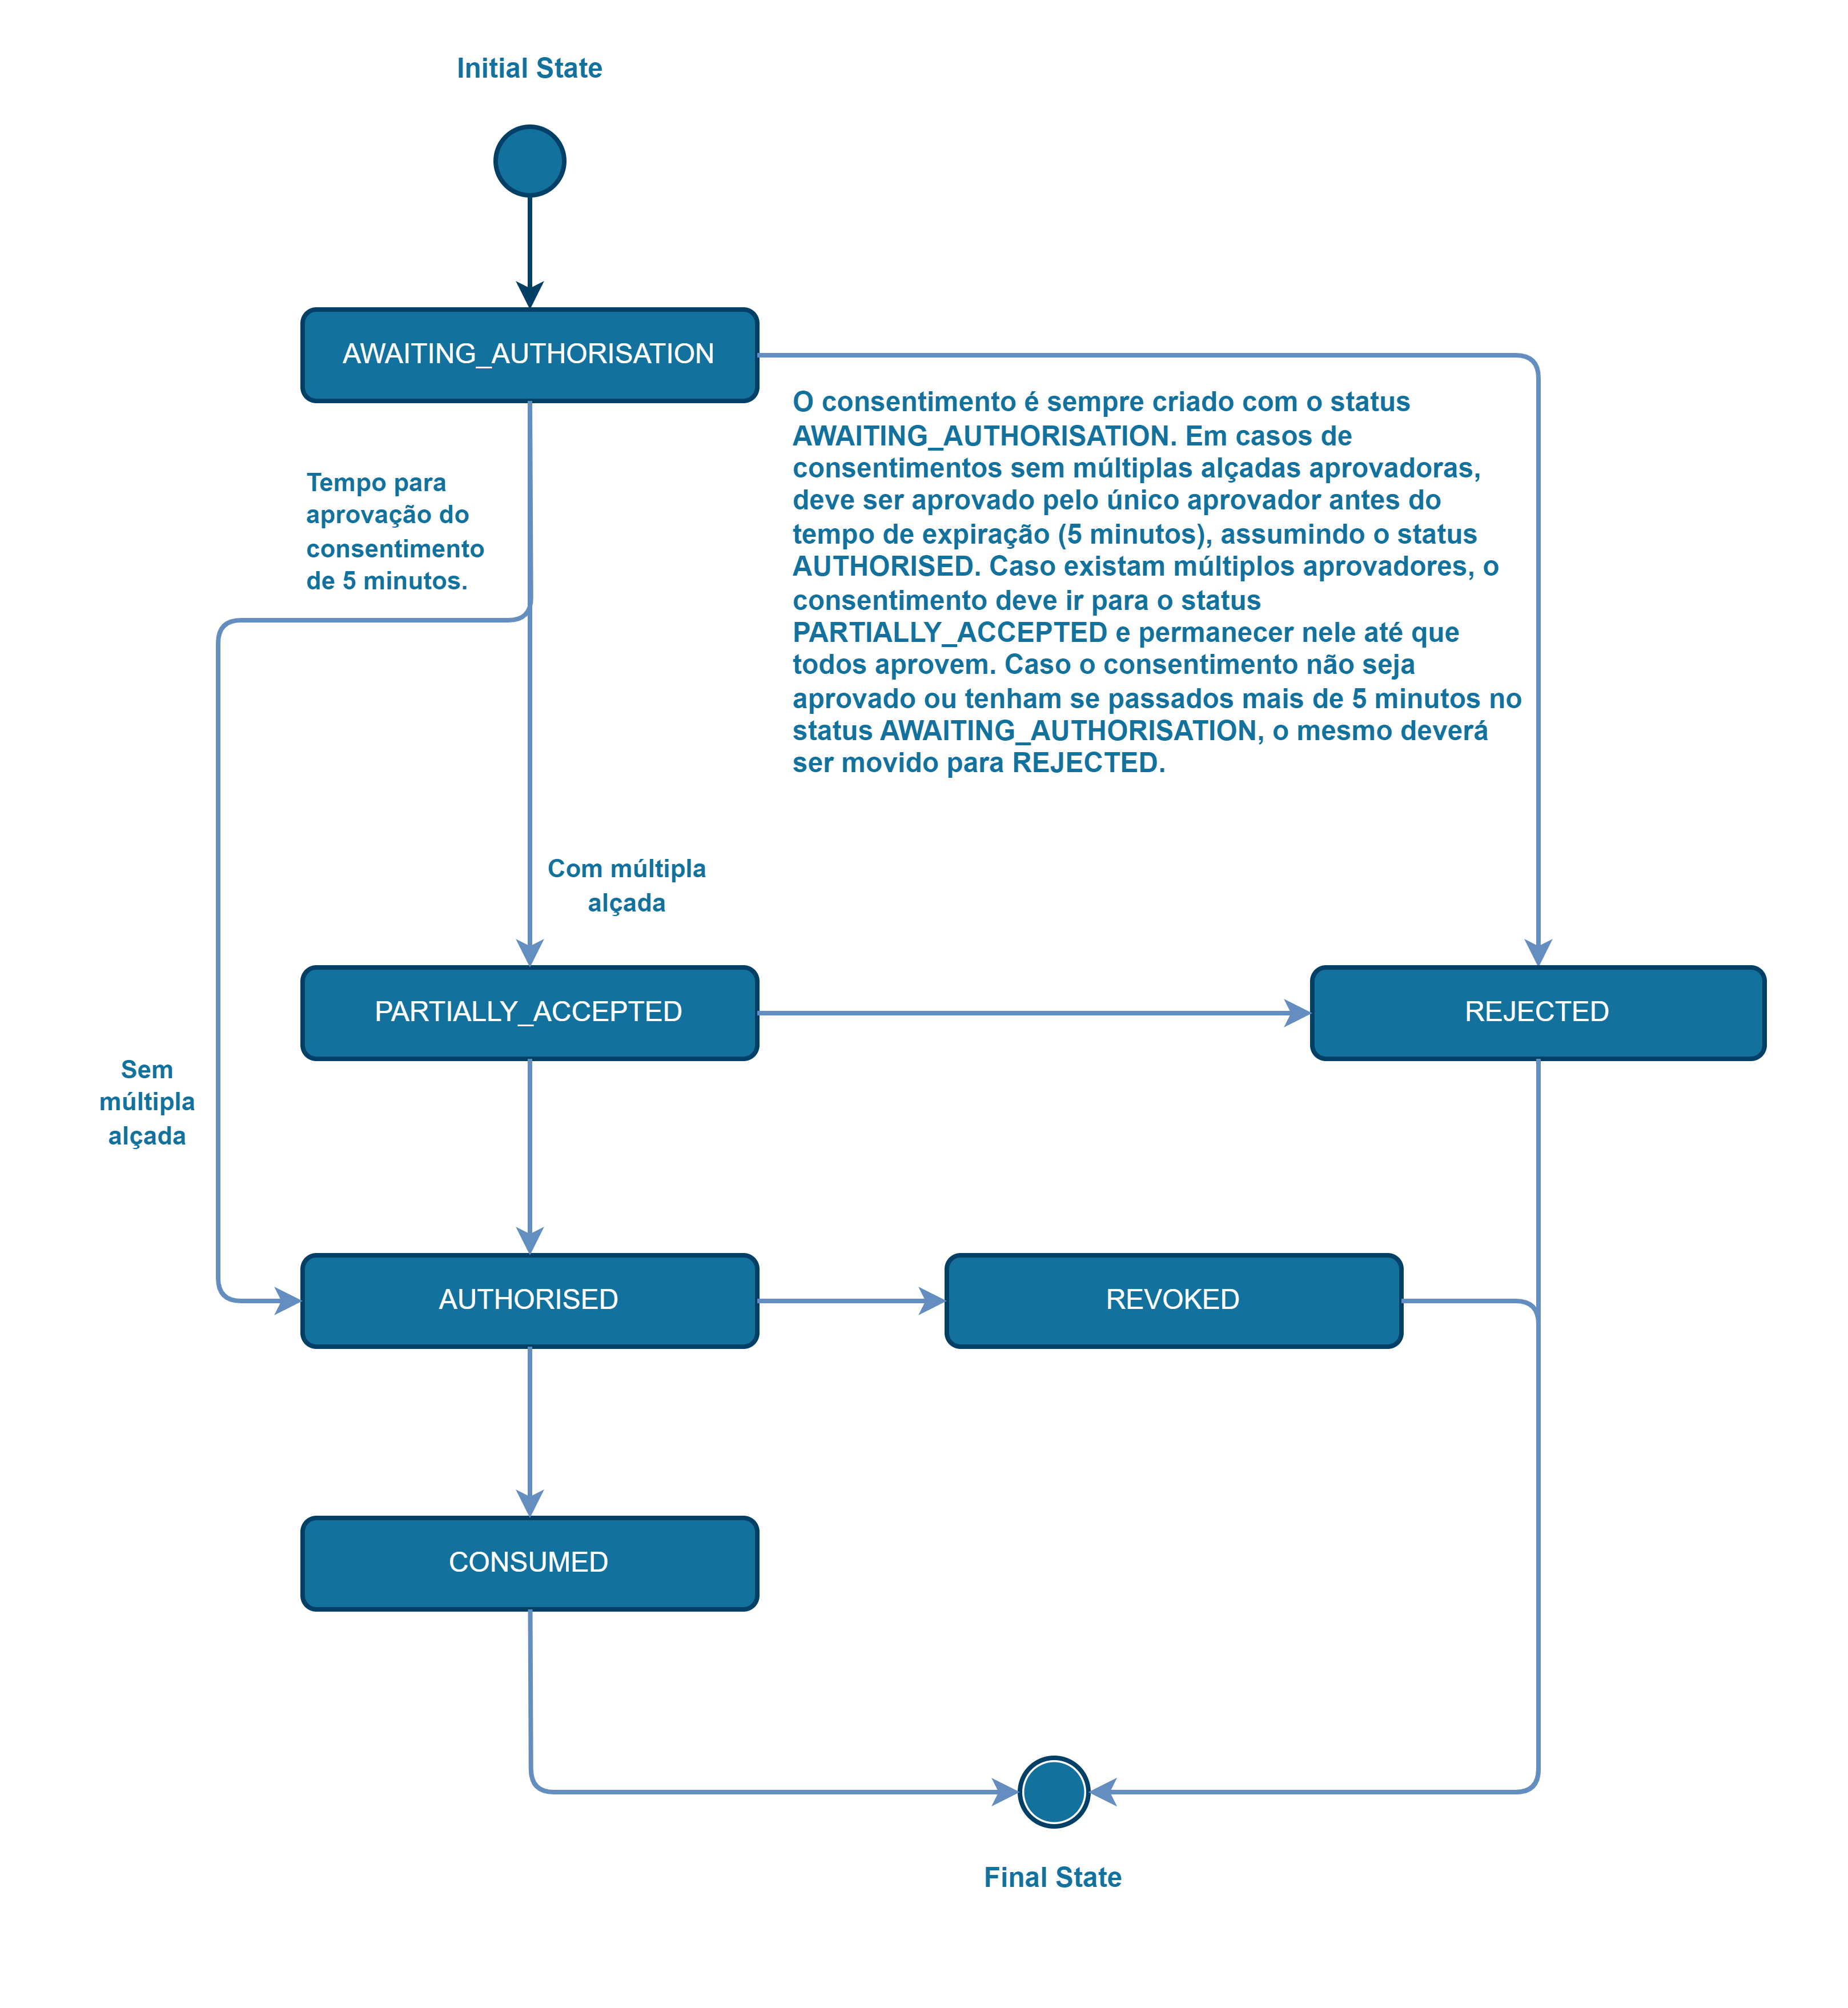 Initial State
AWAITING_AUTHORISATION
O consentimento é sempre criado com o status
AWAITING_AUTHORISATION. Em casos de
consentimentos sem múltiplas alçadas aprovadoras,
deve ser aprovado pelo único aprovador antes do
tempo de expiração (5 minutos), assumindo o status
AUTHORISED. Caso existam múltiplos aprovadores, o
consentimento deve ir para o status
PARTIALLY_ACCEPTED e permanecer nele até que
todos aprovem. Caso o consentimento não seja
aprovado ou tenham se passados mais de 5 minutos no
status AWAITING_AUTHORISATION, o mesmo deverá
ser movido para REJECTED.
Tempo para
aprovação do
consentimento
de 5 minutos.
Com múltipla
alçada
PARTIALLY_ACCEPTED
REJECTED
Sem
múltipla
alçada
AUTHORISED
REVOKED
CONSUMED
Final State